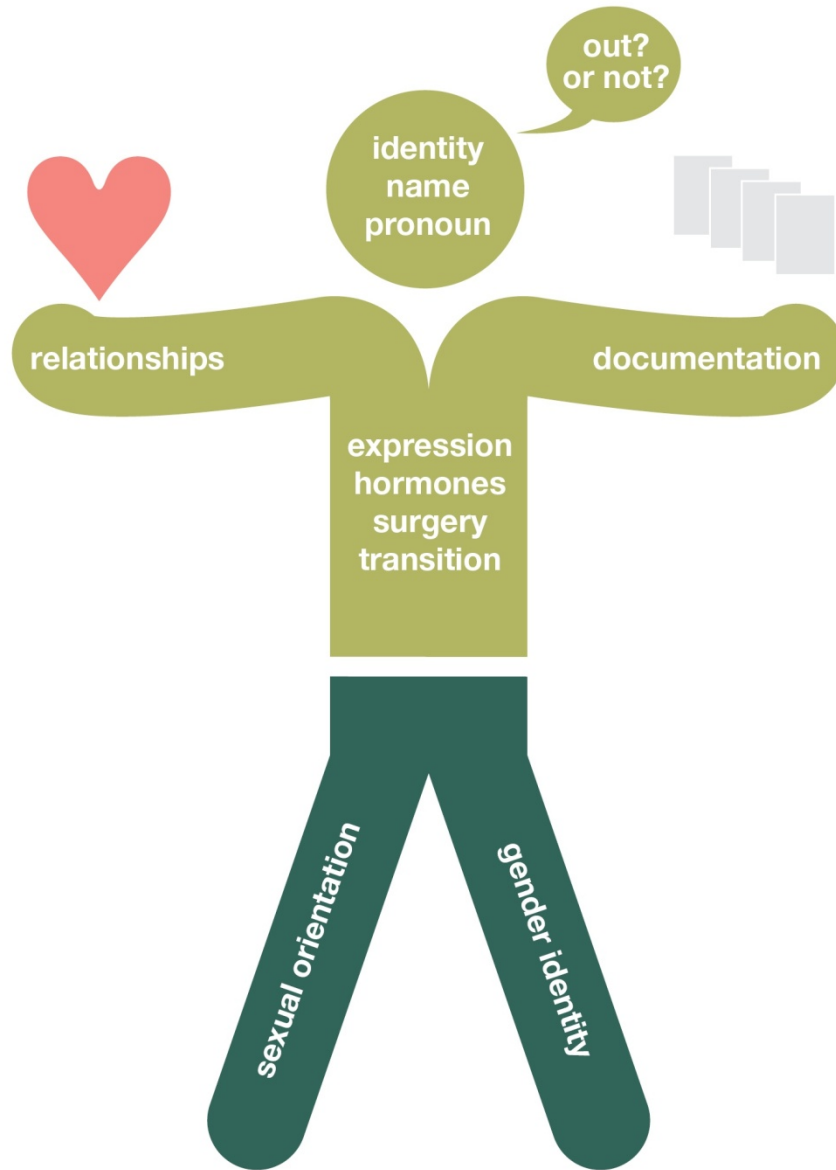 out?
or not?
identity
name
pronoun
relationships
documentation
expression
hormones
surgery
transition
sexual orientation
gender identity